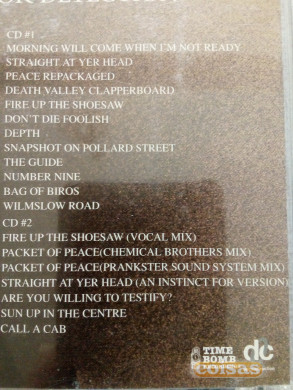 OR DETECTION
CD #1
MORNING WILL COME WHEN I'M NOT READY
STRAIGHT AT YER HEAD
PEACE REPACKAGED
DEATH VALLEY CLAPPERBOARD
FIRE UP THE SHOESAW
DON'T DIE FOOLISH
DEPTH
SNAPSHOT ON POLLARD STREET
THE GUIDE
NUMBER NINE
BAG OF BIROS
WILMSLOW ROAD
CD #2
FIRE UP THE SHOESAW (VOCAL MIX)
PACKET OF PEACE(CHEMICAL BROTHERS MIX)
PACKET OF PEACE(PRANKSTER SOUND SYSTEM MIX)
STRAIGHT AT YER HEAD (AN INSTINCT FOR VERSION)
ARE YOU WILLING TO TESTIFY?
SUN UP IN THE CENTRE
CALL A CAB
TIME BOMB
dc
coisas